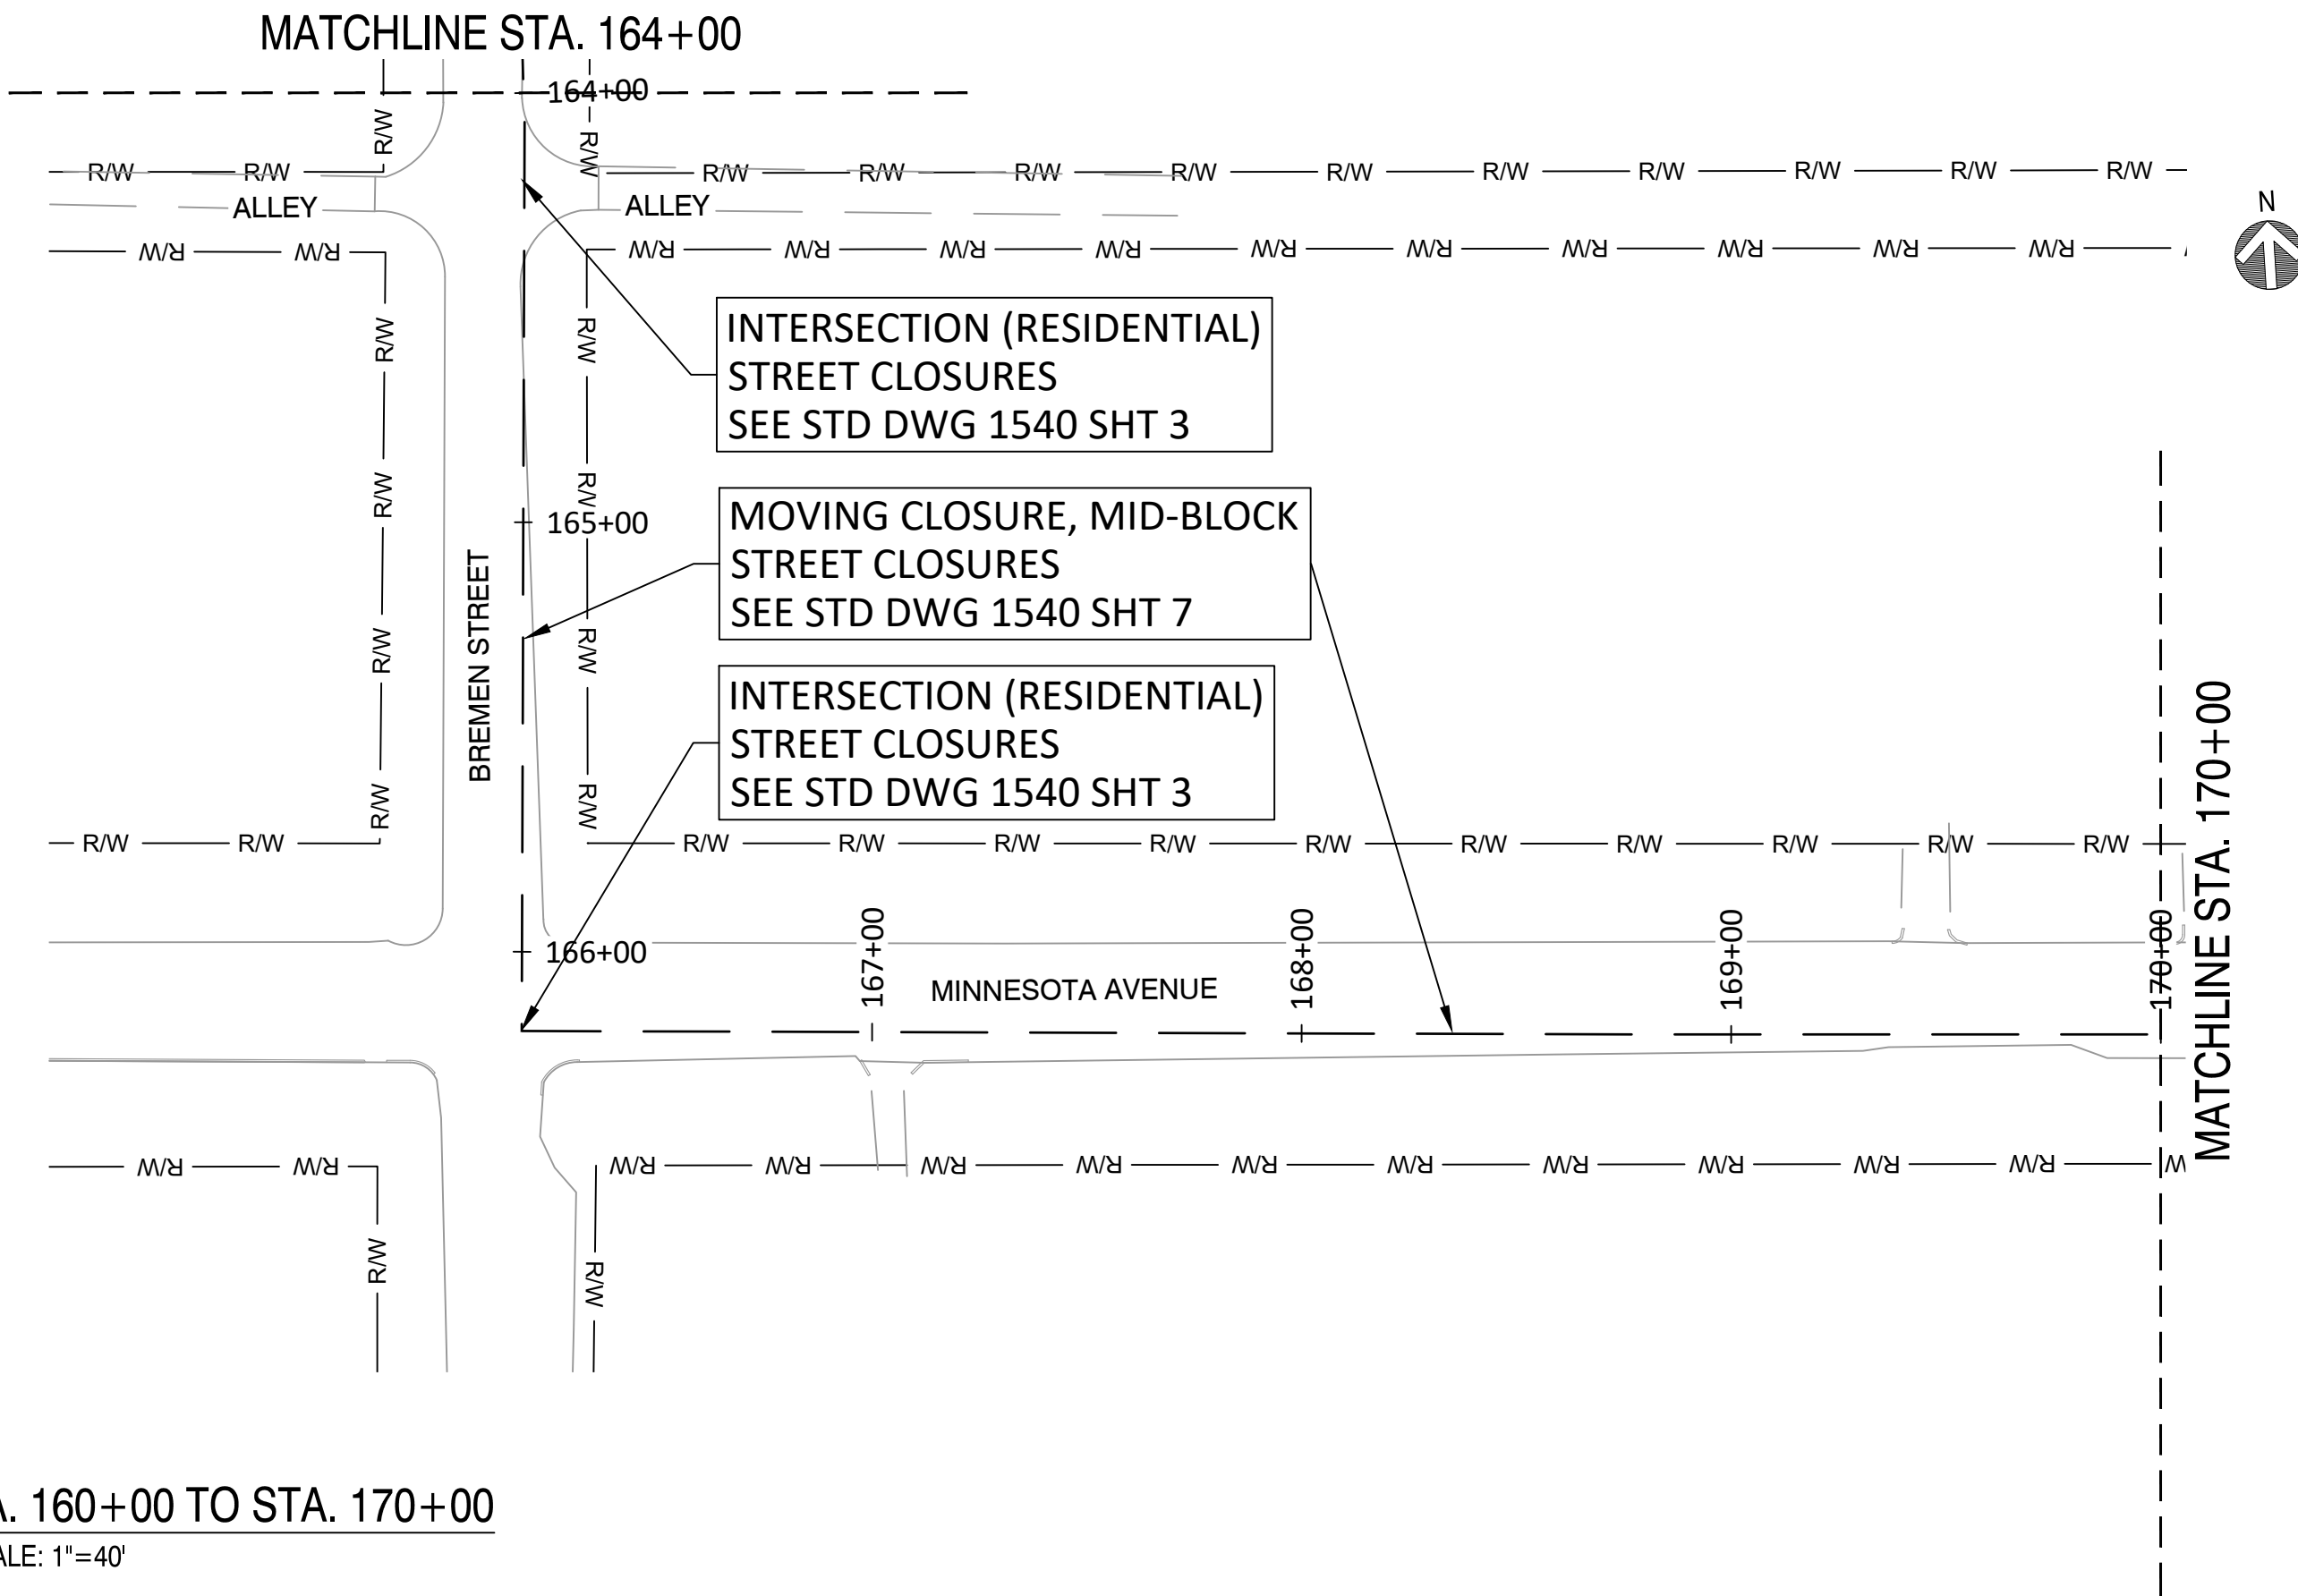 MATCHLINE STA. 164+00
164+00
R/W
R/W
R/W R/W R/W R/W R/W R/W R/W R/W R/W R/W R/W R/W
N
ALLEY ALLEY
R/W R/W R/W R/W R/W R/W R/W R/W R/W R/W R/W R/W
INTERSECTION (RESIDENTIAL)
STREET CLOSURES
SEE STD DWG 1540 SHT 3
R/W R/W
R/W R/W
165+00
MOVING CLOSURE, MID-BLOCK
STREET CLOSURES
SEE STD DWG 1540 SHT 7
BREMEN STREET
R/W R/W
INTERSECTION (RESIDENTIAL)
STREET CLOSURES
SEE STD DWG 1540 SHT 3
R/W R/W
R/W R/W R/W R/W R/W R/W R/W R/W R/W R/W R/W R/W
166+00
167+00
168+00
169+00
170+00
MATCHLINE STA. 170+00
MINNESOTA AVENUE
R/W R/W R/W R/W R/W R/W R/W R/W R/W R/W R/W R/W
R/W R/W
160+00 TO STA. 170+00
1"=40'